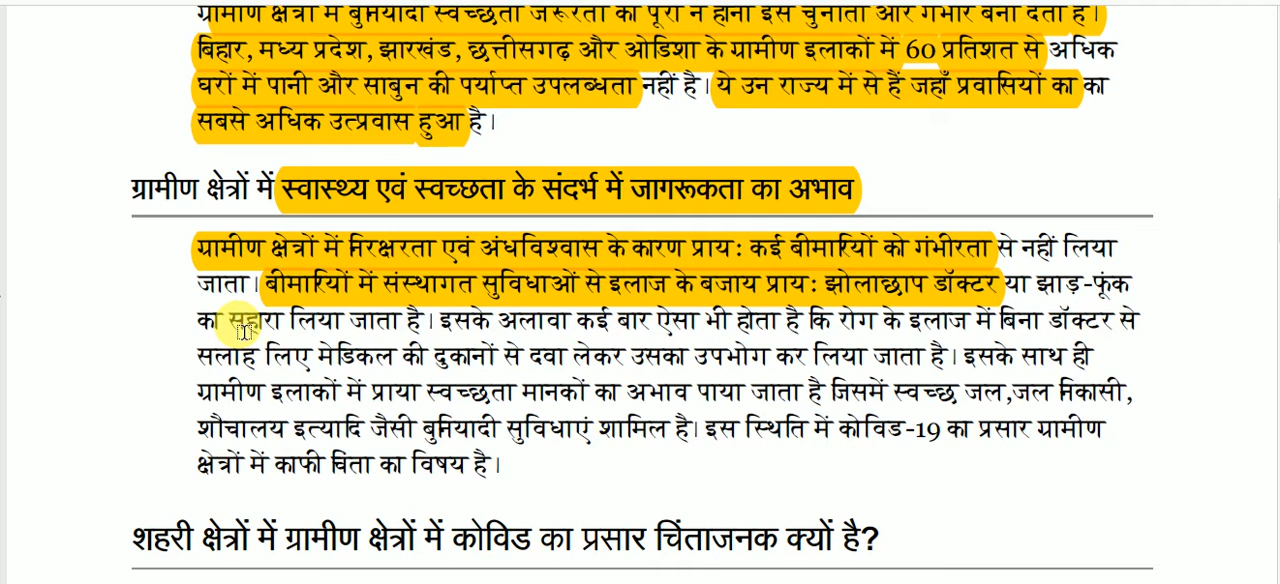 ग्रामीण क्षेत्रों में बुनियादी स्वच्छता जरूरतों को पूरा न होना इस चुनौती और गंभीर बना देता है।
बिहार, मध्य प्रदेश, झारखंड, छत्तीसगढ़ और ओडिशा के ग्रामीण इलाकों में 60 प्रतिशत से अधिक
घरों में पानी और साबुन की पर्याप्त उपलब्धता नहीं है। ये उन राज्य में से हैं जहाँ प्रवासियों का का
सबसे अधिक उत्प्रवास हुआ है।
ग्रामीण क्षेत्रों में स्वास्थ्य एवं स्वच्छता के संदर्भ में जागरूकता का अभाव
ग्रामीण क्षेत्रों में निरक्षरता एवं अंधविश्वास के कारण प्राय: कई बीमारियों को गंभीरता से नहीं लिया
जाता। बीमारियों में संस्थागत सुविधाओं से इलाज के बजाय प्राय: झोलाछाप डॉक्टर या झाड़-फूंक
का सहारा लिया जाता है। इसके अलावा कई बार ऐसा भी होता है कि रोग के इलाज में बिना डॉक्टर से
सलाह लिए मेडिकल की दुकानों से दवा लेकर उसका उपभोग कर लिया जाता है। इसके साथ ही
ग्रामीण इलाकों में प्राया स्वच्छता मानकों का अभाव पाया जाता है जिसमें स्वच्छ जल,जल निकासी,
शौचालय इत्यादि जैसी बुनियादी सुविधाएं शामिल है। इस स्थिति में कोविड-19 का प्रसार ग्रामीण
क्षेत्रों में काफी चिंता का विषय है।
शहरी क्षेत्रों में ग्रामीण क्षेत्रों में कोविड का प्रसार चिंताजनक क्यों है?